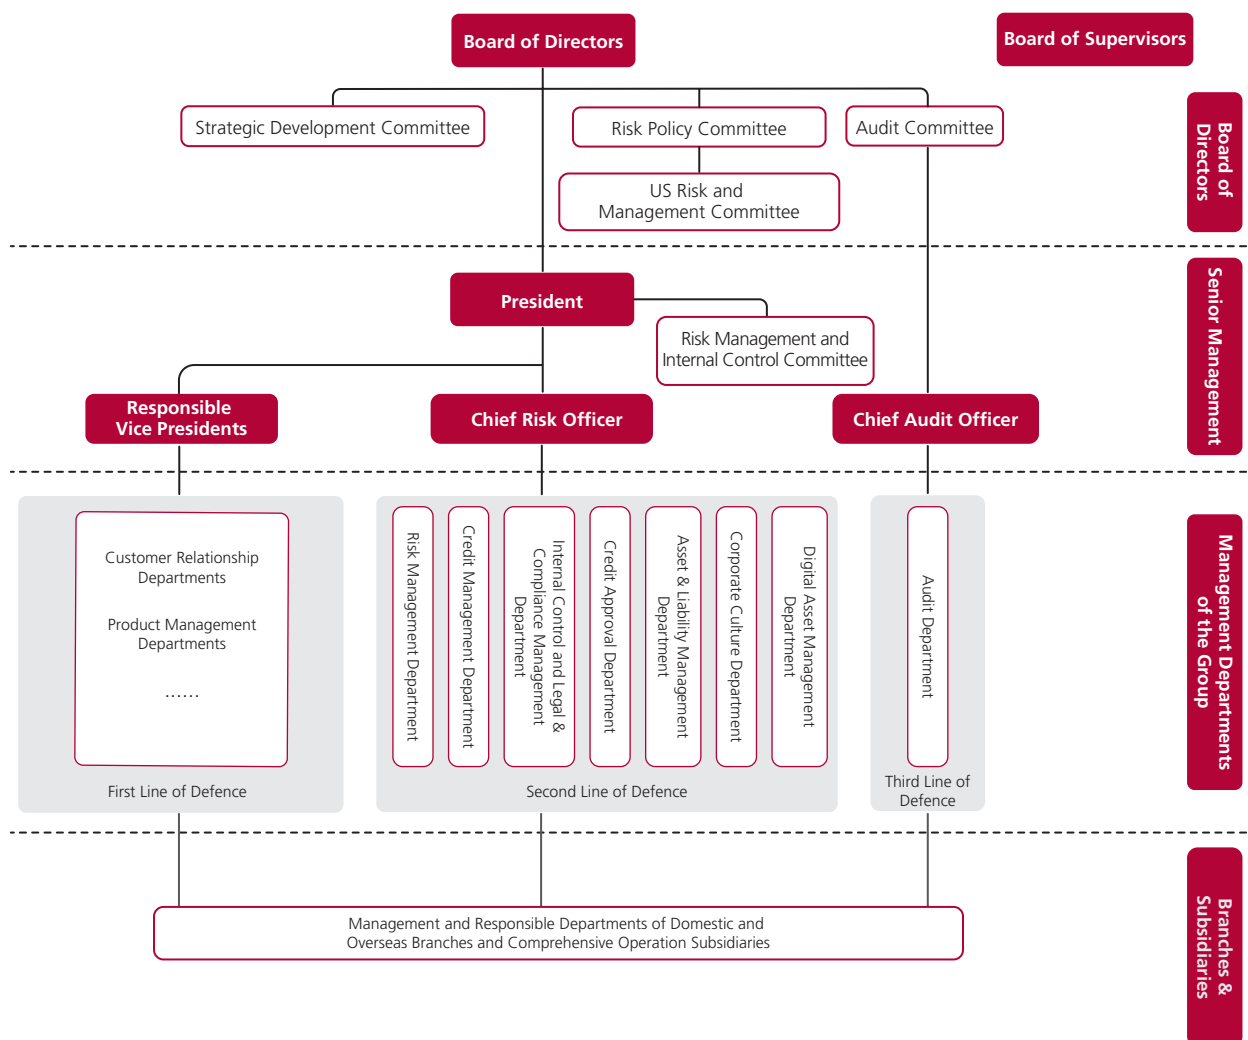 Board of Directors
Board of Supervisors
Strategic Development Committee
Risk Policy Committee
Audit Committee
US Risk and
Management Committee
Board of
Directors
President
Risk Management and
Internal Control Committee
Responsible
Vice Presidents
Chief Risk Officer
Chief Audit Officer
Senior Management
Customer Relationship
Departments
Product Management
Departments
......
First Line of Defence
Risk Management Department
Credit Management Department
Internal Control and Legal &
Compliance Management
Department
Credit Approval Department
Asset & Liability Management
Department
Corporate Culture Department
Digital Asset Management
Department
Second Line of Defence
Audit Department
Third Line of
Defence
Management Departments
of the Group
Management and Responsible Departments of Domestic and
Overseas Branches and Comprehensive Operation Subsidiaries
Branches &
Subsidiaries